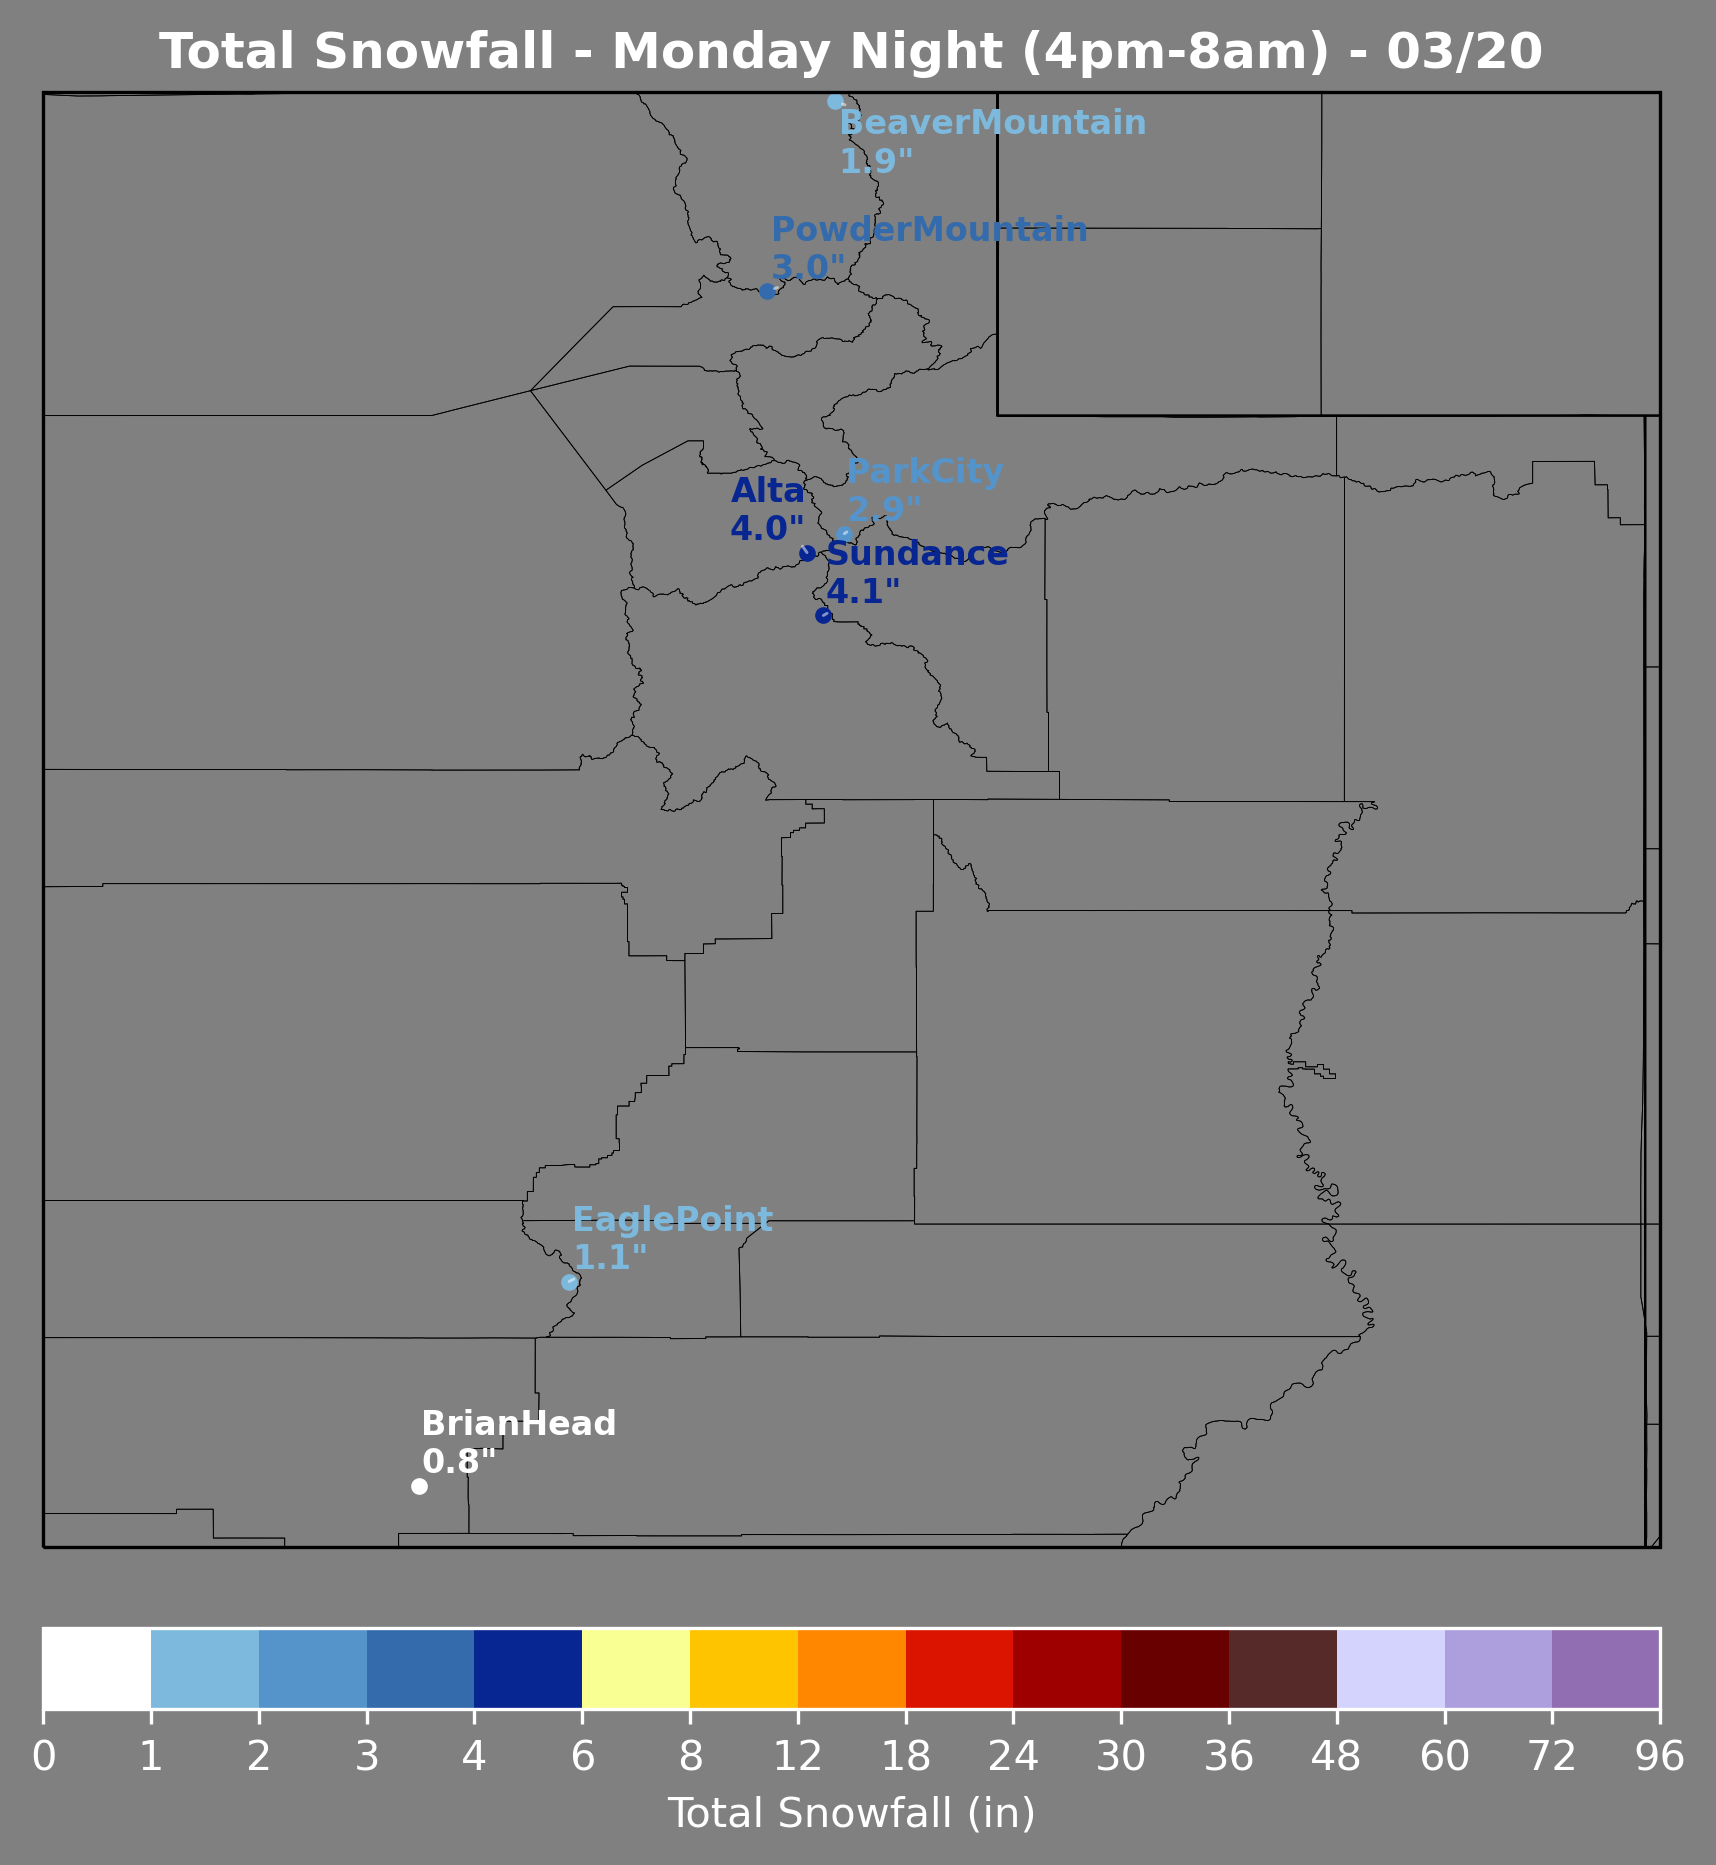 Total Snowfall - Monday Night (4pm-8am) - 03/20
BeaverMountain
1.9"
PowderMountain
3.0"
ParkCity
2.9"
Alta
4.0"
Sundance
4.1"
EaglePoint
1.1"
BrianHead
0.8"
0 1 2 3 4 6 8 12 18 24 30 36 48 60 72 96
Total Snowfall (in)